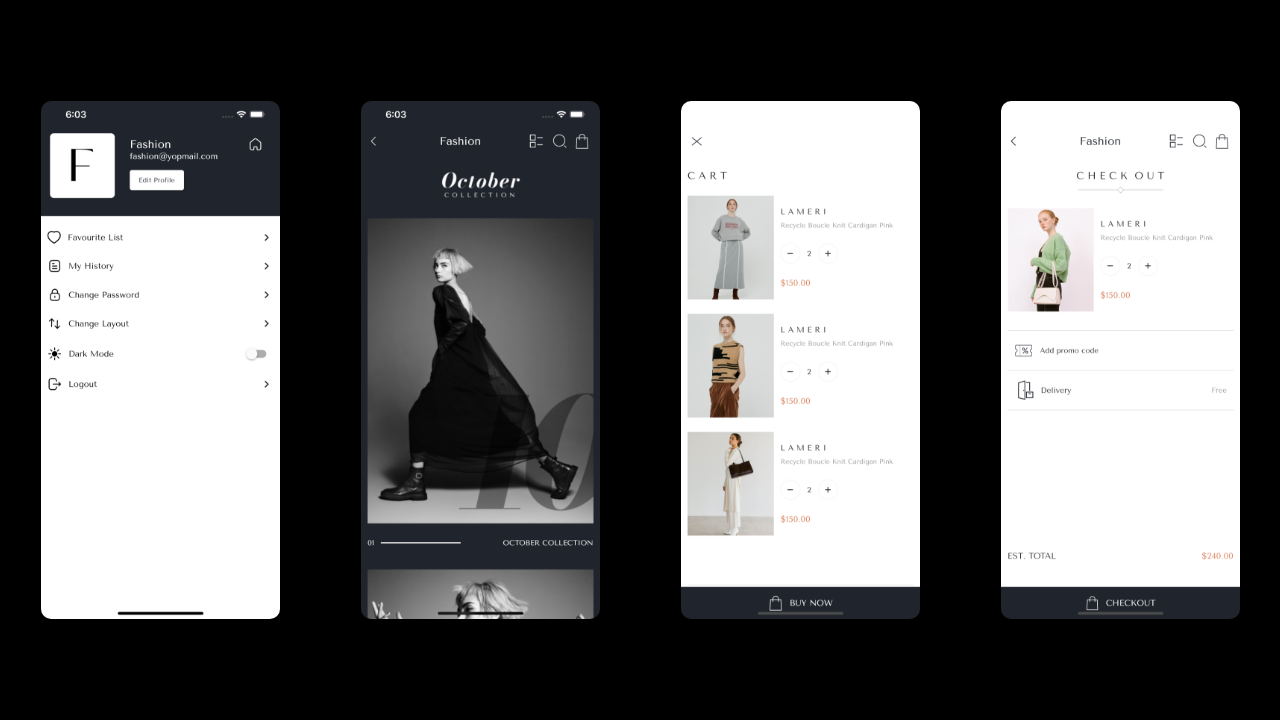 6:03
F
Fashion
fashion@yopmail.com
Edit Profile
Favourite List
My History
Change Password
Change Layout
Dark Mode
Logout
6:03
Fashion
October
COLLECTION
10
01
OCTOBER COLLECTION
CART
LAMERI
Recycle Boucle Knit Cardigan Pink
2
$150.00
LAMERI
Recycle Boucle Knit Cardigan Pink
2
$150.00
LAMERI
Recycle Boucle Knit Cardigan Pink
2
$150.00
BUY NOW
Fashion
CHECK OUT
LAMERI
Recycle Boucle Knit Cardigan Pink
2
$150.00
Add promo code
Delivery
Free
EST. TOTAL
$240.00
CHECKOUT